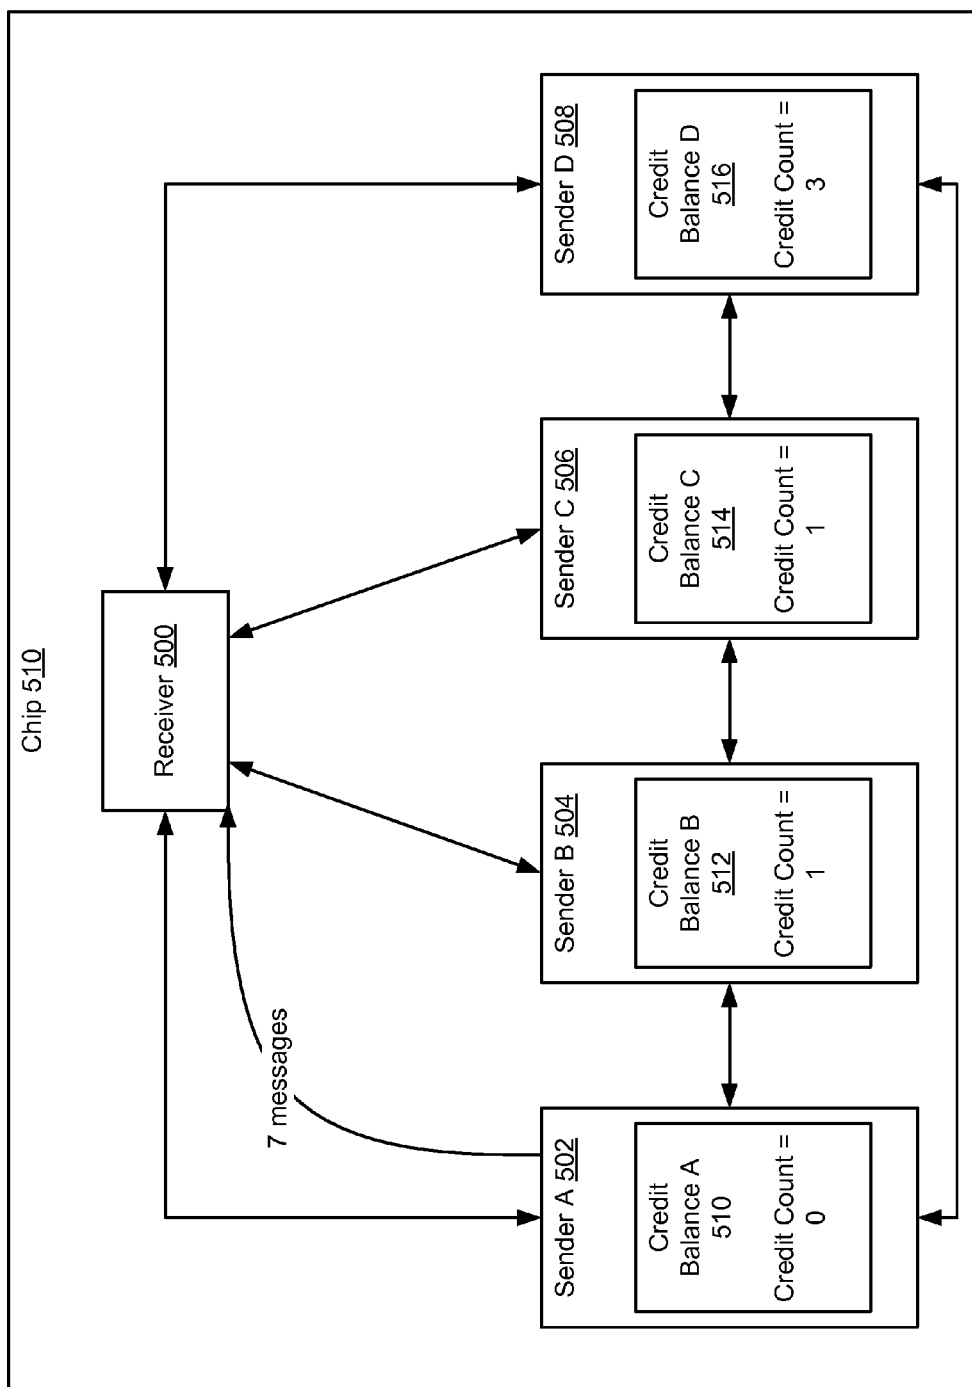 Chip 510
Receiver 500
7 messages
Sender A 502
Credit
Balance A
510
Credit Count =
0
Sender B 504
Credit
Balance B
512
Credit Count =
1
Sender C 506
Credit
Balance C
514
Credit Count =
1
Sender D 508
Credit
Balance D
516
Credit Count =
3